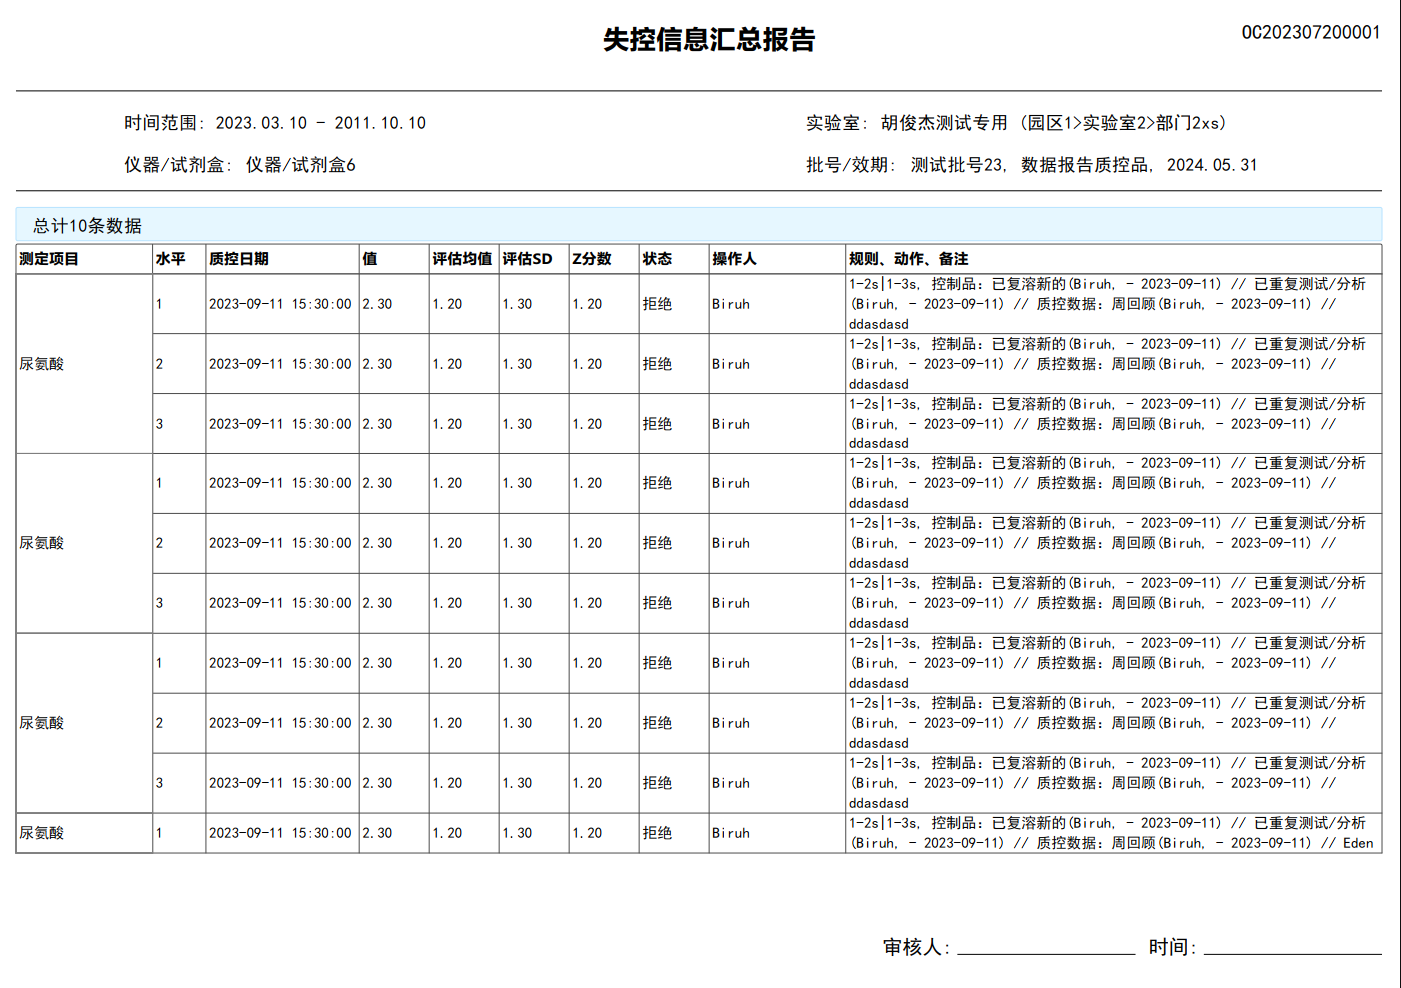 失控信息汇总报告
OC202307200001
时间范围: 2023.03.10 - 2011.10.10
实验室: 胡俊杰测试专用 (园区1>实验室2>部门2xs)
仪器/试剂盒: 仪器/试剂盒6
批号/效期: 测试批号23, 数据报告质控品, 2024.05.31
总计10条数据
测定项目 水平 质控日期 值 评估均值 评估SD Z分数 状态 操作人 规则、动作、备注
尿氨酸
1 2023-09-11 15:30:00 2.30 1.20 1.30 1.20 拒绝 Biruh
1-2s|1-3s, 控制品: 已复溶新的(Biruh, - 2023-09-11) // 已重复测试/分析
(Biruh, - 2023-09-11) // 质控数据: 周回顾(Biruh, - 2023-09-11) //
ddasdasd
2 2023-09-11 15:30:00 2.30 1.20 1.30 1.20 拒绝 Biruh
1-2s|1-3s, 控制品: 已复溶新的(Biruh, - 2023-09-11) // 已重复测试/分析
(Biruh, - 2023-09-11) // 质控数据: 周回顾(Biruh, - 2023-09-11) //
ddasdasd
3 2023-09-11 15:30:00 2.30 1.20 1.30 1.20 拒绝 Biruh
1-2s|1-3s, 控制品: 已复溶新的(Biruh, - 2023-09-11) // 已重复测试/分析
(Biruh, - 2023-09-11) // 质控数据: 周回顾(Biruh, - 2023-09-11) //
ddasdasd
尿氨酸
1 2023-09-11 15:30:00 2.30 1.20 1.30 1.20 拒绝 Biruh
1-2s|1-3s, 控制品: 已复溶新的(Biruh, - 2023-09-11) // 已重复测试/分析
(Biruh, - 2023-09-11) // 质控数据: 周回顾(Biruh, - 2023-09-11) //
ddasdasd
2 2023-09-11 15:30:00 2.30 1.20 1.30 1.20 拒绝 Biruh
1-2s|1-3s, 控制品: 已复溶新的(Biruh, - 2023-09-11) // 已重复测试/分析
(Biruh, - 2023-09-11) // 质控数据: 周回顾(Biruh, - 2023-09-11) //
ddasdasd
3 2023-09-11 15:30:00 2.30 1.20 1.30 1.20 拒绝 Biruh
1-2s|1-3s, 控制品: 已复溶新的(Biruh, - 2023-09-11) // 已重复测试/分析
(Biruh, - 2023-09-11) // 质控数据: 周回顾(Biruh, - 2023-09-11) //
ddasdasd
尿氨酸
1 2023-09-11 15:30:00 2.30 1.20 1.30 1.20 拒绝 Biruh
1-2s|1-3s, 控制品: 已复溶新的(Biruh, - 2023-09-11) // 已重复测试/分析
(Biruh, - 2023-09-11) // 质控数据: 周回顾(Biruh, - 2023-09-11) //
ddasdasd
2 2023-09-11 15:30:00 2.30 1.20 1.30 1.20 拒绝 Biruh
1-2s|1-3s, 控制品: 已复溶新的(Biruh, - 2023-09-11) // 已重复测试/分析
(Biruh, - 2023-09-11) // 质控数据: 周回顾(Biruh, - 2023-09-11) //
ddasdasd
3 2023-09-11 15:30:00 2.30 1.20 1.30 1.20 拒绝 Biruh
1-2s|1-3s, 控制品: 已复溶新的(Biruh, - 2023-09-11) // 已重复测试/分析
(Biruh, - 2023-09-11) // 质控数据: 周回顾(Biruh, - 2023-09-11) //
ddasdasd
尿氨酸
1 2023-09-11 15:30:00 2.30 1.20 1.30 1.20 拒绝 Biruh
1-2s|1-3s, 控制品: 已复溶新的(Biruh, - 2023-09-11) // 已重复测试/分析
(Biruh, - 2023-09-11) // 质控数据: 周回顾(Biruh, - 2023-09-11) // Eden
审核人: 时间: